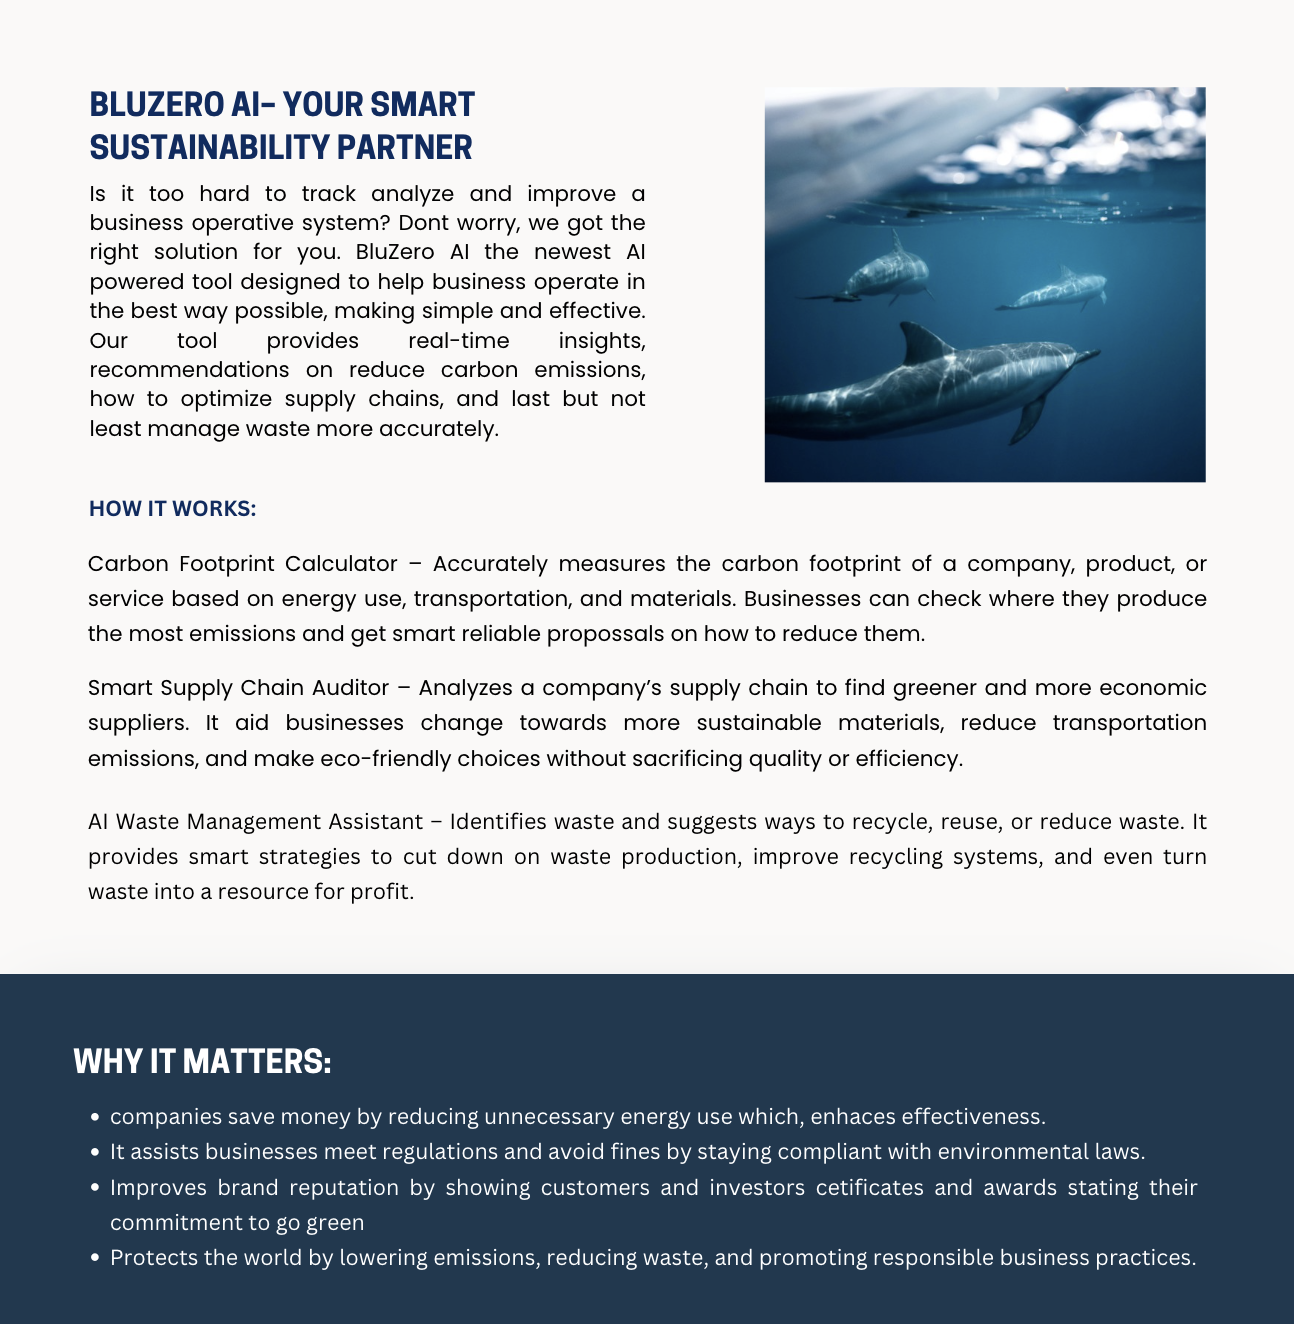 BLUZERO AI– YOUR SMART
SUSTAINABILITY PARTNER
Is it too hard to track analyze and improve a
business operative system? Dont worry, we got the
right solution for you. BluZero AI the newest AI
powered tool designed to help business operate in
the best way possible, making simple and effective.
Our tool provides real-time insights,
recommendations on reduce carbon emissions,
how to optimize supply chains, and last but not
least manage waste more accurately.
HOW IT WORKS:
Carbon Footprint Calculator – Accurately measures the carbon footprint of a company, product, or
service based on energy use, transportation, and materials. Businesses can check where they produce
the most emissions and get smart reliable propossals on how to reduce them.
Smart Supply Chain Auditor – Analyzes a company’s supply chain to find greener and more economic
suppliers. It aid businesses change towards more sustainable materials, reduce transportation
emissions, and make eco-friendly choices without sacrificing quality or efficiency.
AI Waste Management Assistant – Identifies waste and suggests ways to recycle, reuse, or reduce waste. It
provides smart strategies to cut down on waste production, improve recycling systems, and even turn
waste into a resource for profit.
WHY IT MATTERS:
• companies save money by reducing unnecessary energy use which, enhaces effectiveness.
• It assists businesses meet regulations and avoid fines by staying compliant with environmental laws.
• Improves brand reputation by showing customers and investors cetificates and awards stating their
commitment to go green
• Protects the world by lowering emissions, reducing waste, and promoting responsible business practices.